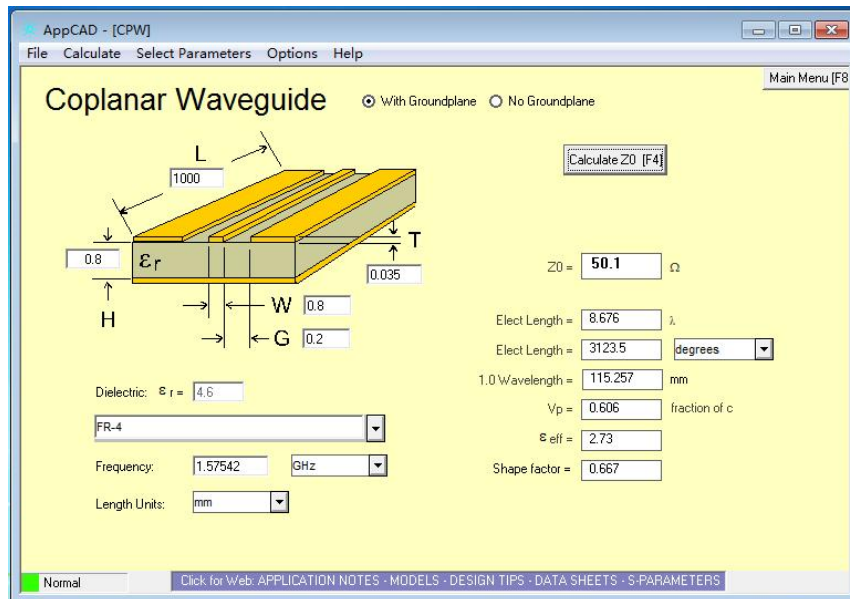 AppCAD - [CPW]
File Calculate Select Parameters Options Help
Main Menu [F8
Coplanar Waveguide
With Groundplane No Groundplane
Calculate Z0 [F4]
L
1000
0.8
εr
T
0.035
H
W 0.8
G 0.2
Z0 = 50.1 Ω
Elect Length = 8.676 λ
Elect Length = 3123.5 degrees
1.0 Wavelength = 115.257 mm
Vp = 0.606 fraction of c
ε eff = 2.73
Shape factor = 0.667
Dielectric: ε r = 4.6
FR-4
Frequency: 1.57542 GHz
Length Units: mm
Normal
Click for Web: APPLICATION NOTES - MODELS - DESIGN TIPS - DATA SHEETS - S-PARAMETERS